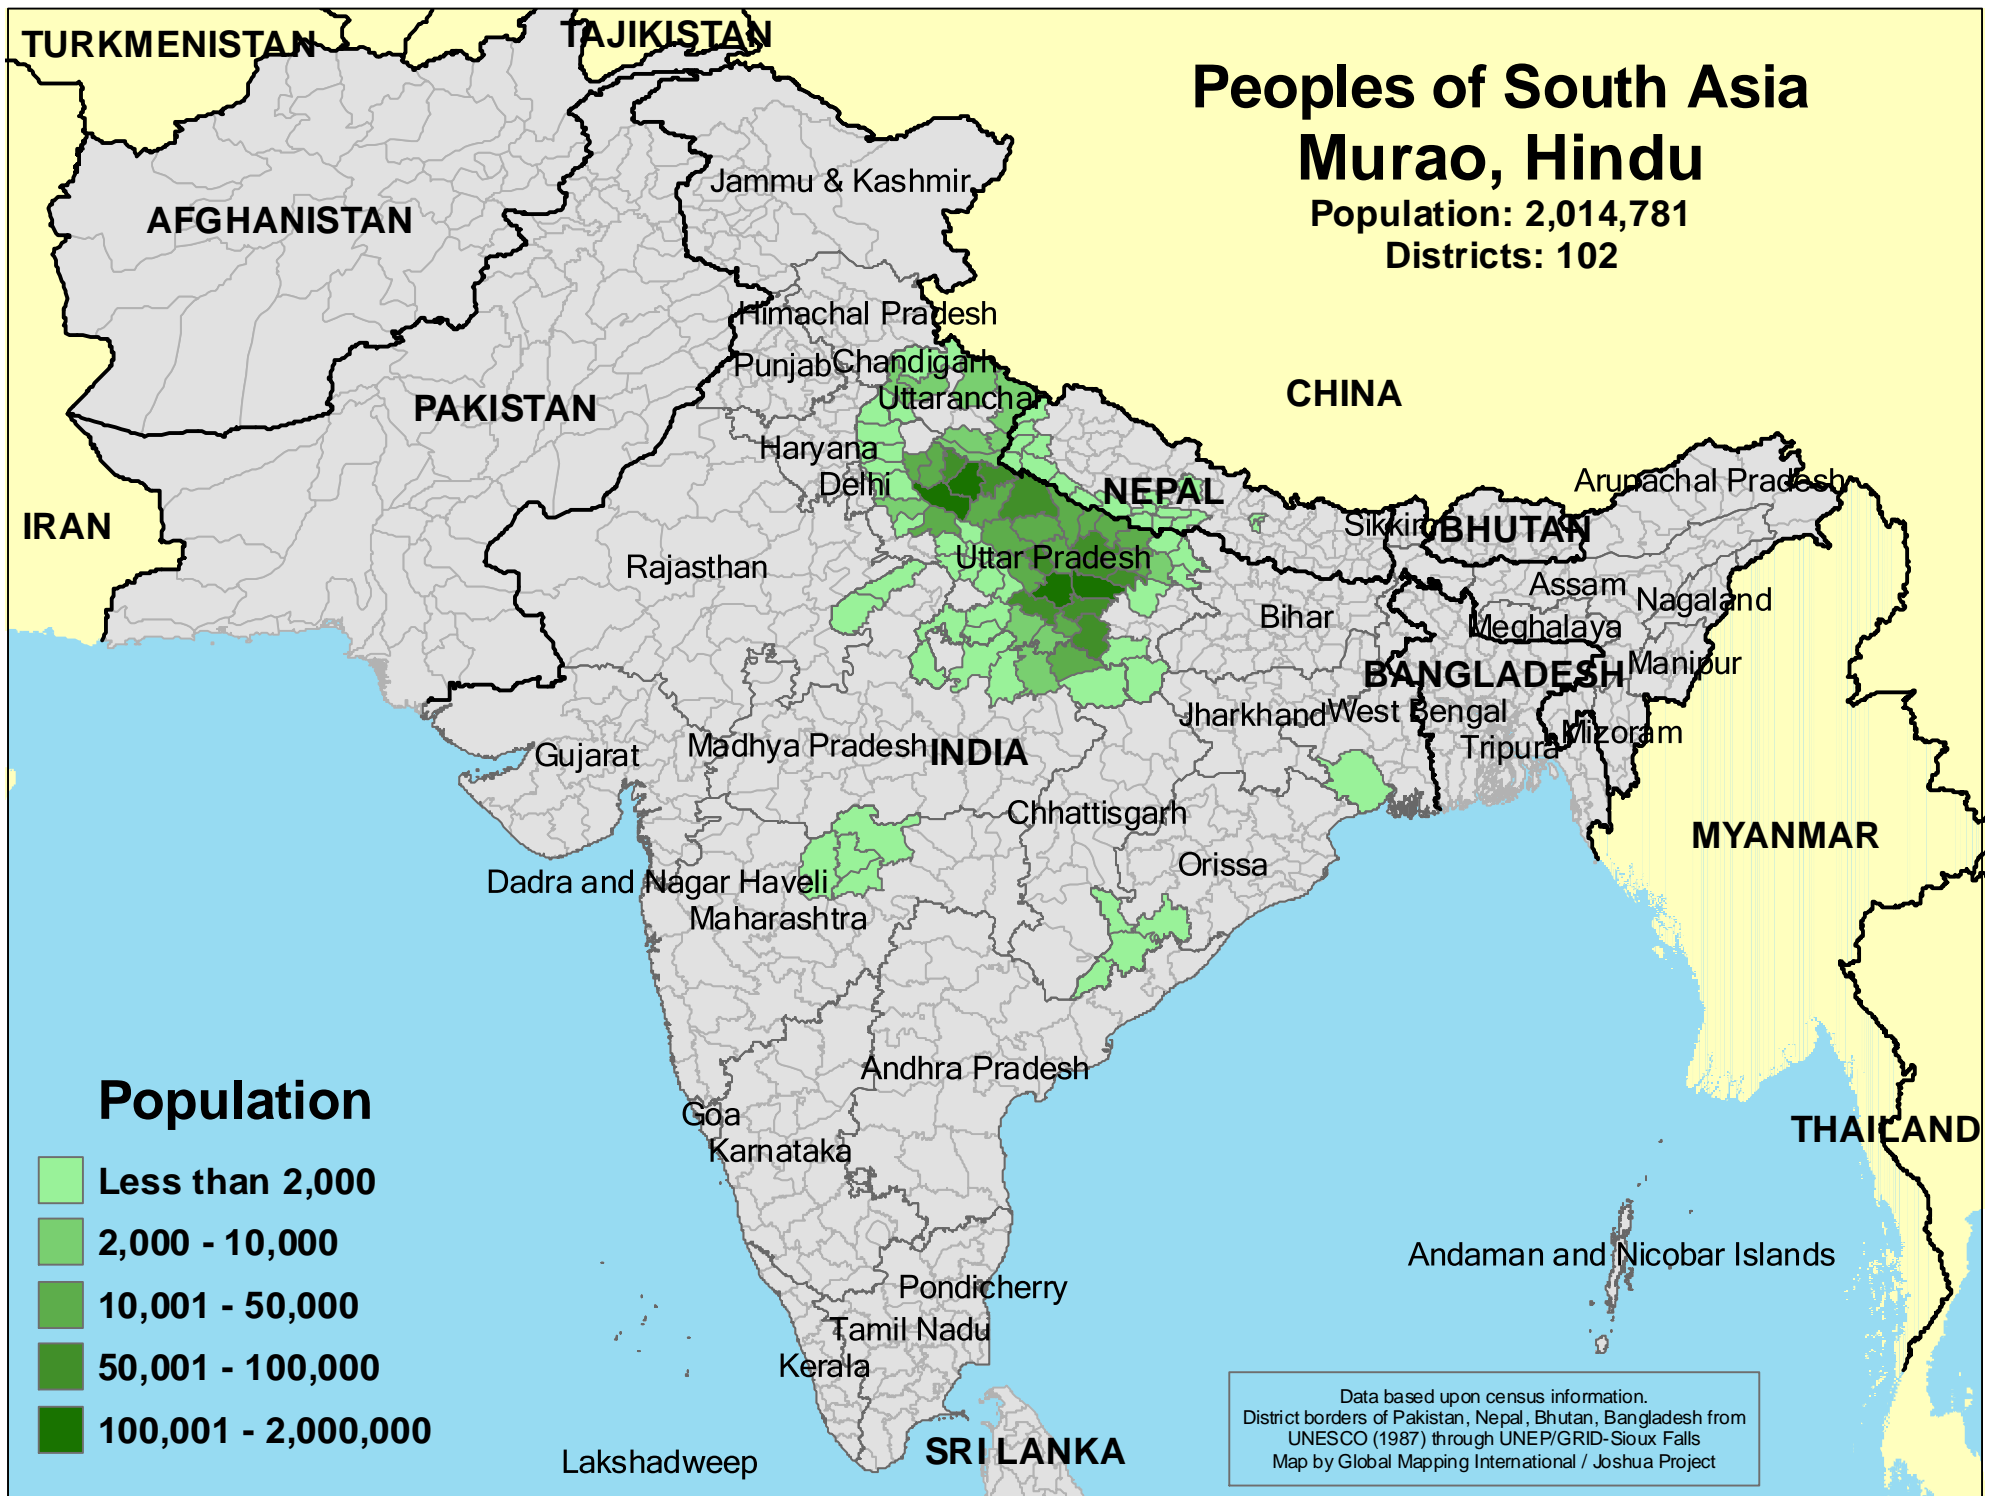 Peoples of South Asia
Murao, Hindu
Population: 2,014,781
Districts: 102
TURKMENISTAN
TAJIKISTAN
AFGHANISTAN
Jammu & Kashmir
Himachal Pradesh
Punjab
Chandigarh
Uttaranchal
CHINA
PAKISTAN
Haryana
Delhi
NEPAL
Arunachal Pradesh
IRAN
Sikkim
BHUTAN
Rajasthan
Uttar Pradesh
Assam
Nagaland
Bihar
Meghalaya
BANGLADESH
Manipur
Jharkhand
West Bengal
Tripura
Mizoram
Gujarat
Madhya Pradesh
INDIA
Chhattisgarh
MYANMAR
Orissa
Dadra and Nagar Haveli
Maharashtra
Andhra Pradesh
Goa
Karnataka
THAILAND
Andaman and Nicobar Islands
Pondicherry
Tamil Nadu
Kerala
Lakshadweep
SRI LANKA
Population
Less than 2,000
2,000 - 10,000
10,001 - 50,000
50,001 - 100,000
100,001 - 2,000,000
Data based upon census information.
District borders of Pakistan, Nepal, Bhutan, Bangladesh from
UNESCO (1987) through UNEP/GRID-Sioux Falls
Map by Global Mapping International / Joshua Project